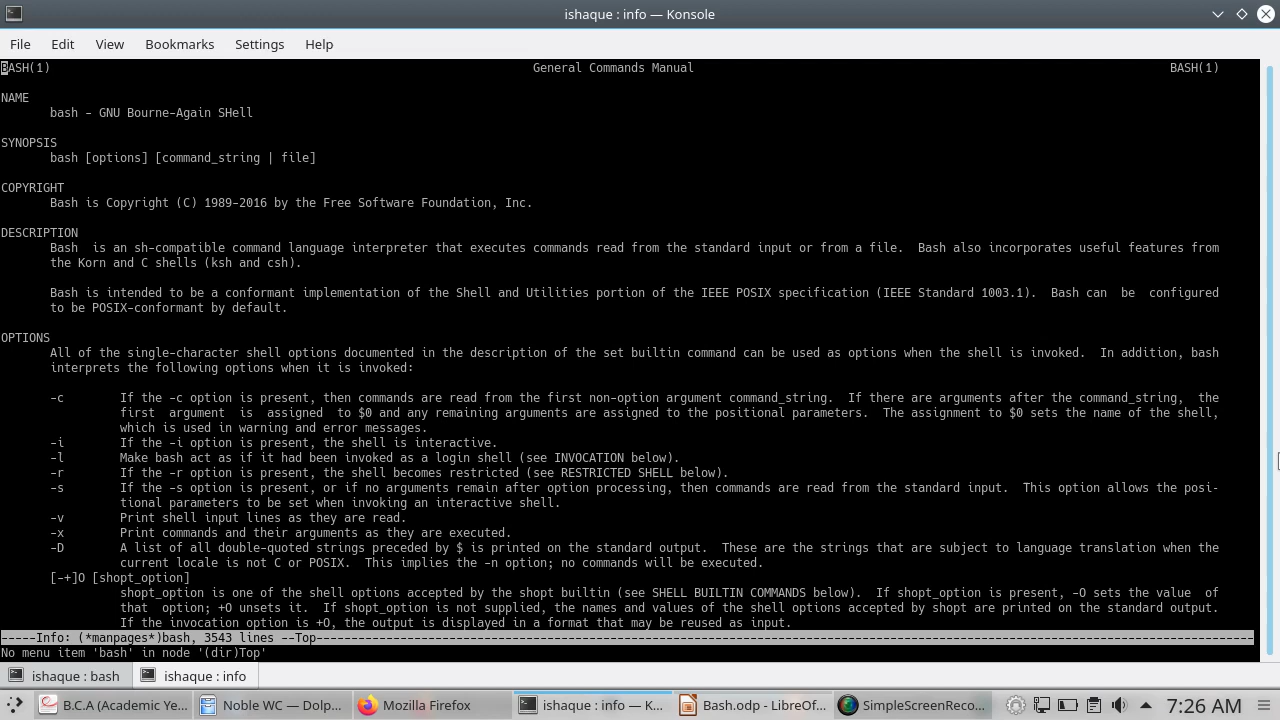 ishaque : info — Konsole
File Edit View Bookmarks Settings Help
BASH(1) General Commands Manual BASH(1)
NAME
bash - GNU Bourne-Again SHell
SYNOPSIS
bash [options] [command_string | file]
COPYRIGHT
Bash is Copyright (C) 1989-2016 by the Free Software Foundation, Inc.
DESCRIPTION
Bash is an sh-compatible command language interpreter that executes commands read from the standard input or from a file. Bash also incorporates useful features from
the Korn and C shells (ksh and csh).
Bash is intended to be a conformant implementation of the Shell and Utilities portion of the IEEE POSIX specification (IEEE Standard 1003.1). Bash can be configured
to be POSIX-conformant by default.
OPTIONS
All of the single-character shell options documented in the description of the set builtin command can be used as options when the shell is invoked. In addition, bash
interprets the following options when it is invoked:
-c If the -c option is present, then commands are read from the first non-option argument command_string. If there are arguments after the command_string, the
first argument is assigned to $0 and any remaining arguments are assigned to the positional parameters. The assignment to $0 sets the name of the shell,
which is used in warning and error messages.
-i If the -i option is present, the shell is interactive.
-l Make bash act as if it had been invoked as a login shell (see INVOCATION below).
-r If the -r option is present, the shell becomes restricted (see RESTRICTED SHELL below).
-s If the -s option is present, or if no arguments remain after option processing, then commands are read from the standard input. This option allows the posi-
tional parameters to be set when invoking an interactive shell.
-v Print shell input lines as they are read.
-x Print commands and their arguments as they are executed.
-D A list of all double-quoted strings preceded by $ is printed on the standard output. These are the strings that are subject to language translation when the
current locale is not C or POSIX. This implies the -n option; no commands will be executed.
[-+]O [shopt_option]
shopt_option is one of the shell options accepted by the shopt builtin (see SHELL BUILTIN COMMANDS below). If shopt_option is present, -O sets the value of
that option; +O unsets it. If shopt_option is not supplied, the names and values of the shell options accepted by shopt are printed on the standard output.
If the invocation option is +O, the output is displayed in a format that may be reused as input.
-----Info: (*manpages*)bash, 3543 lines --Top-----
No menu item 'bash' in node '(dir)Top'
ishaque : bash ishaque : info
B.C.A (Academic Ye... Noble WC — Dolp... Mozilla Firefox ishaque : info — K... Bash.odp - LibreOf... SimpleScreenReco... 7:26 AM